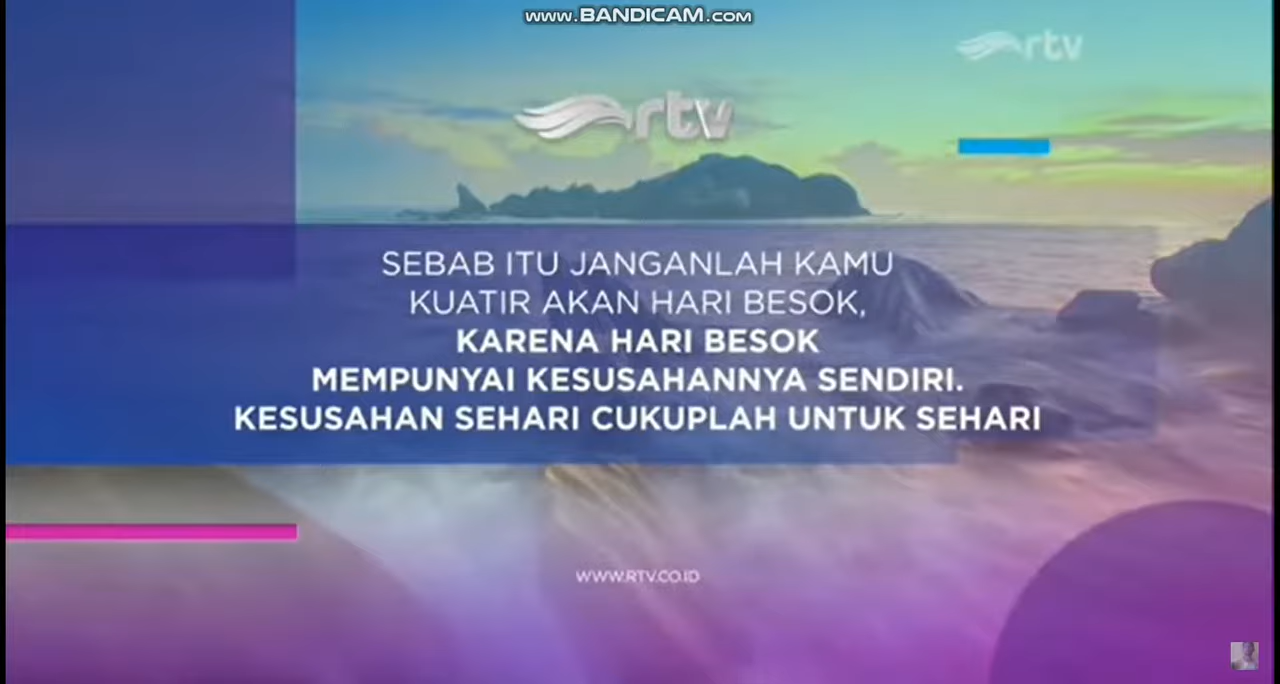 WWW.BANDICAM.COM
rtv
rtv
SEBAB ITU JANGANLAH KAMU
KUATIR AKAN HARI BESOK,
KARENA HARI BESOK
MEMPUNYAI KESUSAHANNYA SENDIRI.
KESUSAHAN SEHARI CUKUPLAH UNTUK SEHARI
WWW.RTV.CO.ID